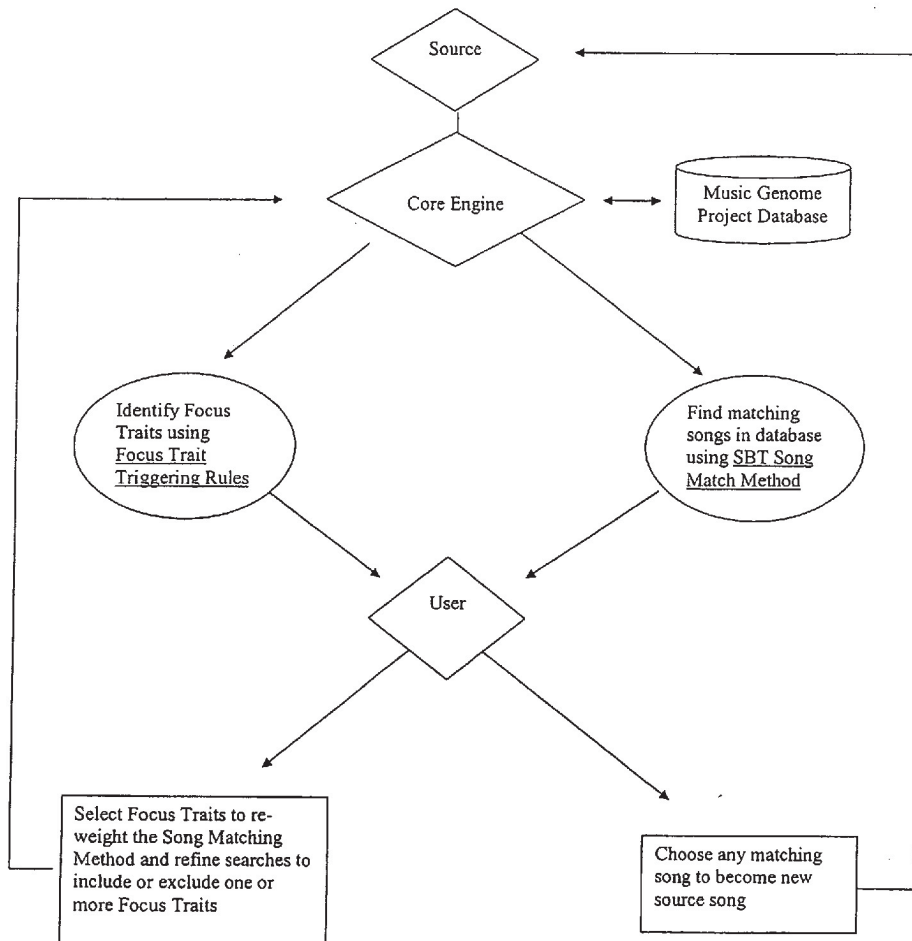 Source
Core Engine
Music Genome
Project Database
Identify Focus
Traits using
Focus Trait
Triggering Rules
Find matching
songs in database
using SBT Song
Match Method
User
Select Focus Traits to re-
weight the Song Matching
Method and refine searches to
include or exclude one or
more Focus Traits
Choose any matching
song to become new
source song